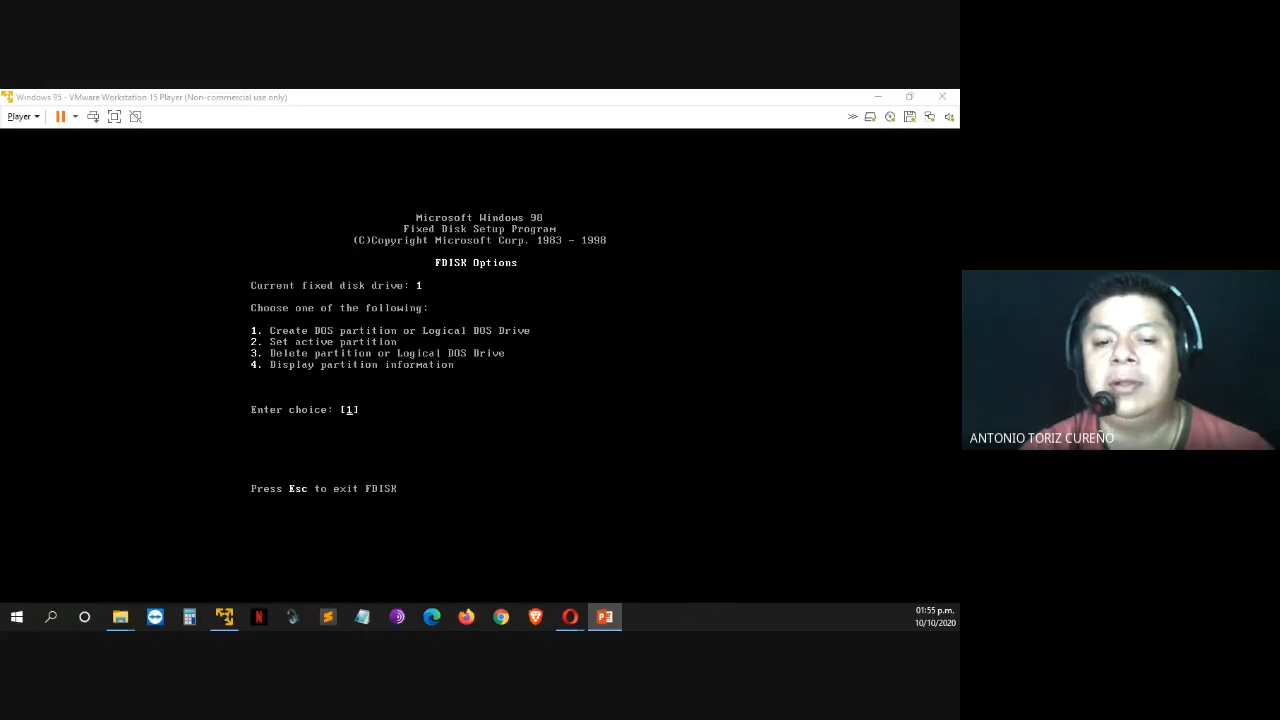 Windows 95 - VMware Workstation 15 Player (Non-commercial use only)
Player
Microsoft Windows 98
Fixed Disk Setup Program
(C)Copyright Microsoft Corp. 1983 - 1998
FDISK Options
Current fixed disk drive: 1
Choose one of the following:
1. Create DOS partition or Logical DOS Drive
2. Set active partition
3. Delete partition or Logical DOS Drive
4. Display partition information
Enter choice: [1]
Press Esc to exit FDISK
ANTONIO TORIZ CUREÑO
01:55 p.m.
10/10/2020